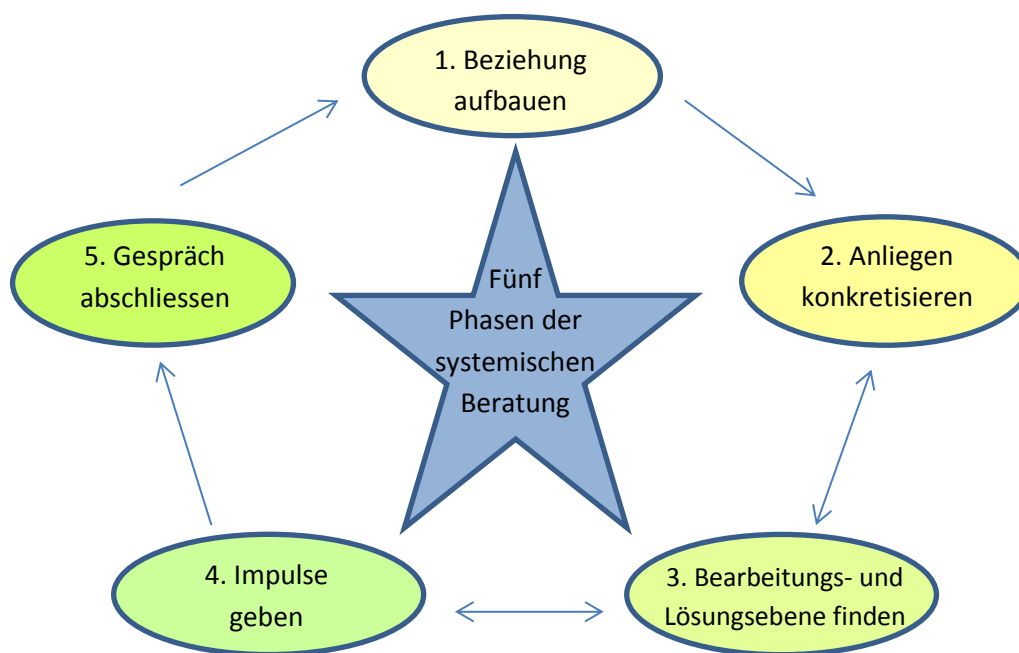 1. Beziehung
aufbauen
2. Anliegen
konkretisieren
3. Bearbeitungs- und
Lösungsebene finden
4. Impulse
geben
5. Gespräch
abschliessen
Fünf
Phasen der
systemischen
Beratung